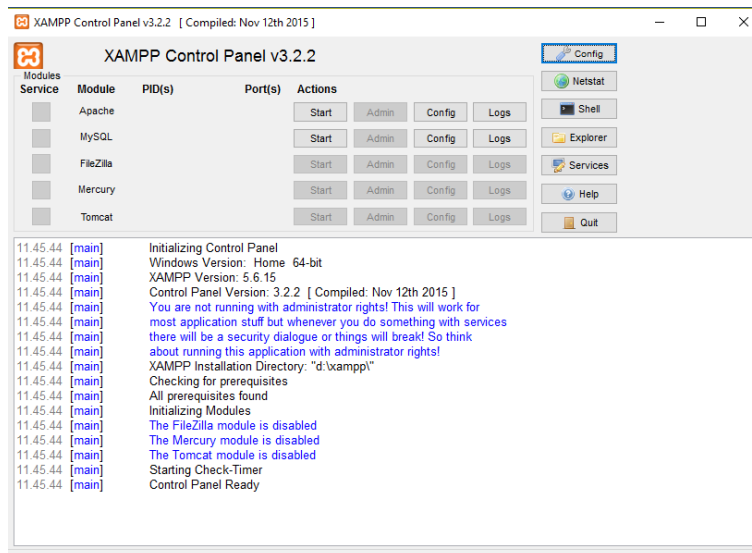 XAMPP Control Panel v3.2.2 [ Compiled: Nov 12th 2015 ]
XAMPP Control Panel v3.2.2
Config
Modules
Service Module PID(s) Port(s) Actions
Netstat
Apache Start Admin Config Logs
Shell
MySQL Start Admin Config Logs
Explorer
FileZilla Start Admin Config Logs
Services
Mercury Start Admin Config Logs
Help
Tomcat Start Admin Config Logs
Quit
11.45.44 [main] Initializing Control Panel
11.45.44 [main] Windows Version: Home 64-bit
11.45.44 [main] XAMPP Version: 5.6.15
11.45.44 [main] Control Panel Version: 3.2.2 [ Compiled: Nov 12th 2015 ]
11.45.44 [main] You are not running with administrator rights! This will work for
11.45.44 [main] most application stuff but whenever you do something with services
11.45.44 [main] there will be a security dialogue or things will break! So think
11.45.44 [main] about running this application with administrator rights!
11.45.44 [main] XAMPP Installation Directory: "d:\xampp\"
11.45.44 [main] Checking for prerequisites
11.45.44 [main] All prerequisites found
11.45.44 [main] Initializing Modules
11.45.44 [main] The FileZilla module is disabled
11.45.44 [main] The Mercury module is disabled
11.45.44 [main] The Tomcat module is disabled
11.45.44 [main] Starting Check-Timer
11.45.44 [main] Control Panel Ready